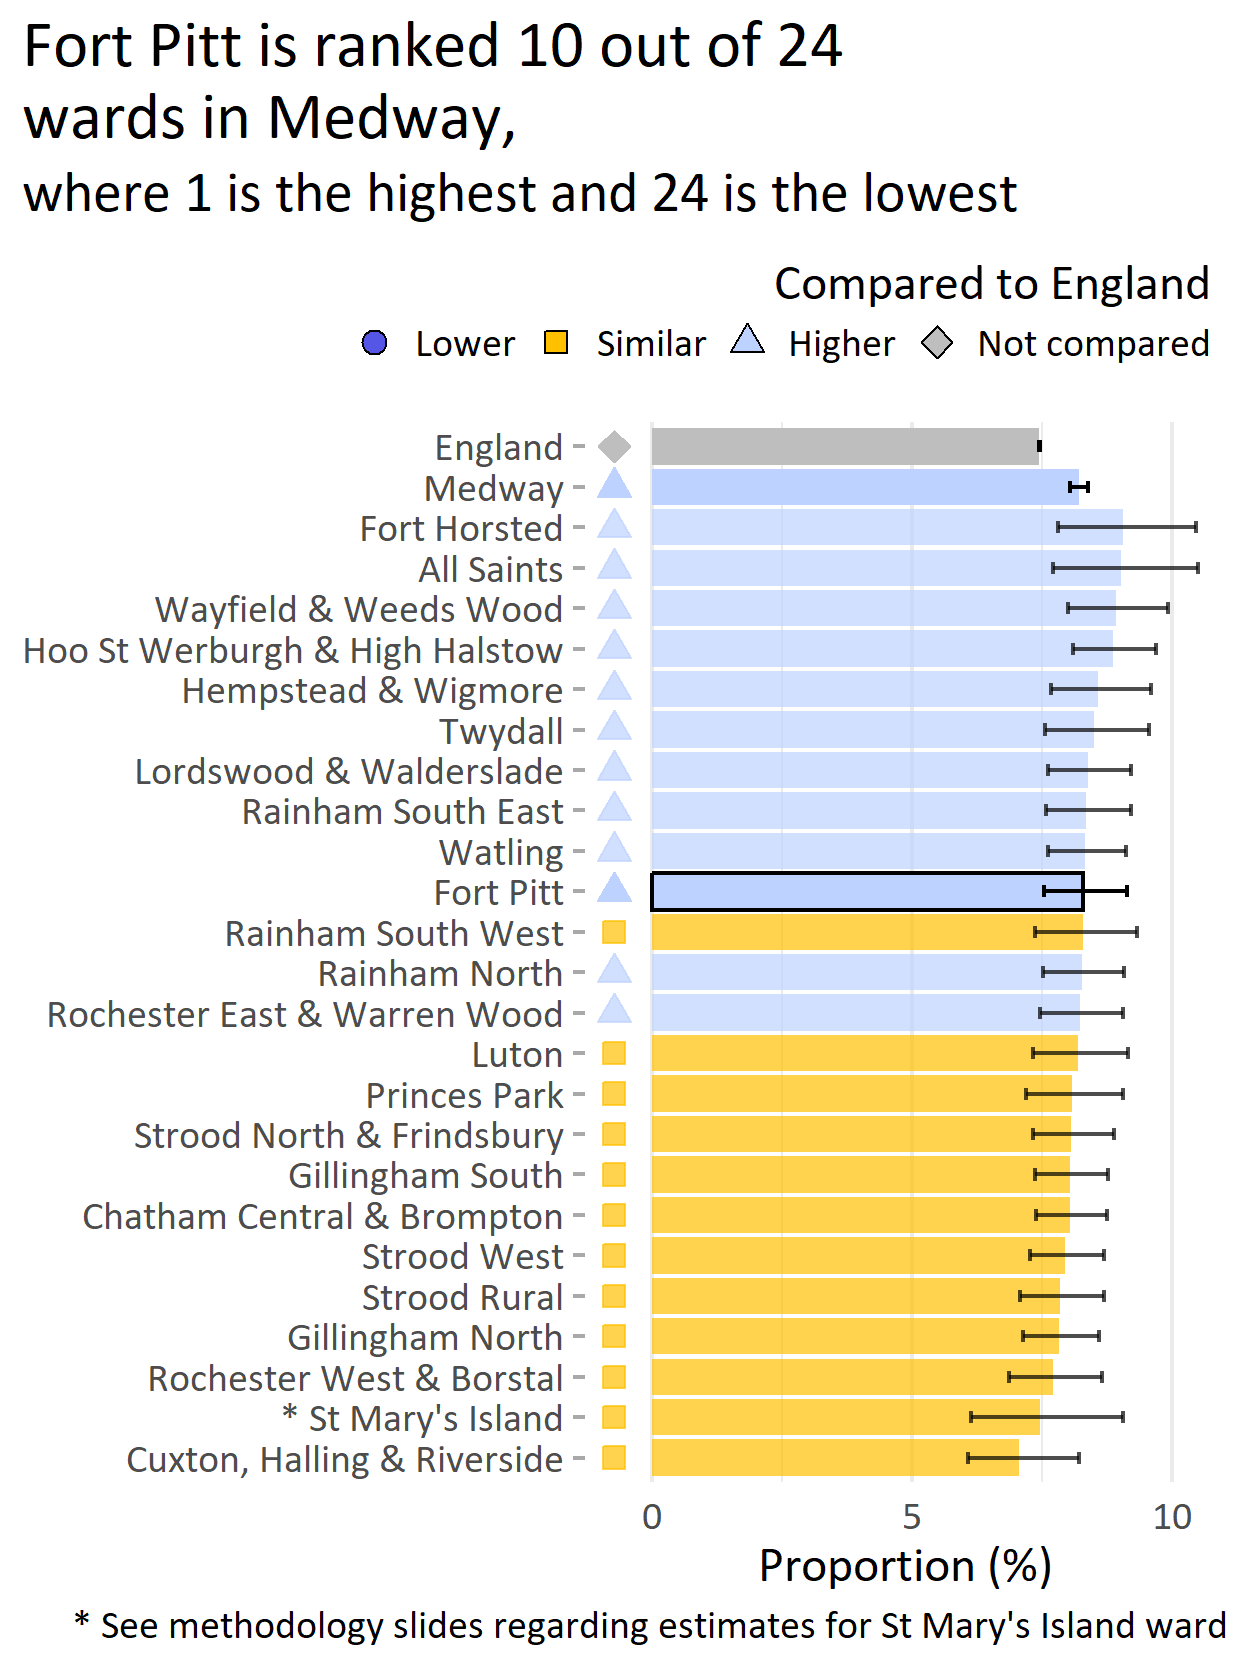 Fort Pitt is ranked 10 out of 24
wards in Medway,
where 1 is the highest and 24 is the lowest
Compared to England
Lower Similar Higher Not compared
England
Medway
Fort Horsted
All Saints
Wayfield & Weeds Wood
Hoo St Werburgh & High Halstow
Hempstead & Wigmore
Twydall
Lordswood & Walderslade
Rainham South East
Watling
Fort Pitt
Rainham South West
Rainham North
Rochester East & Warren Wood
Luton
Princes Park
Strood North & Frindsbury
Gillingham South
Chatham Central & Brompton
Strood West
Strood Rural
Gillingham North
Rochester West & Borstal
* St Mary's Island
Cuxton, Halling & Riverside
0 5 10
Proportion (%)
* See methodology slides regarding estimates for St Mary's Island ward